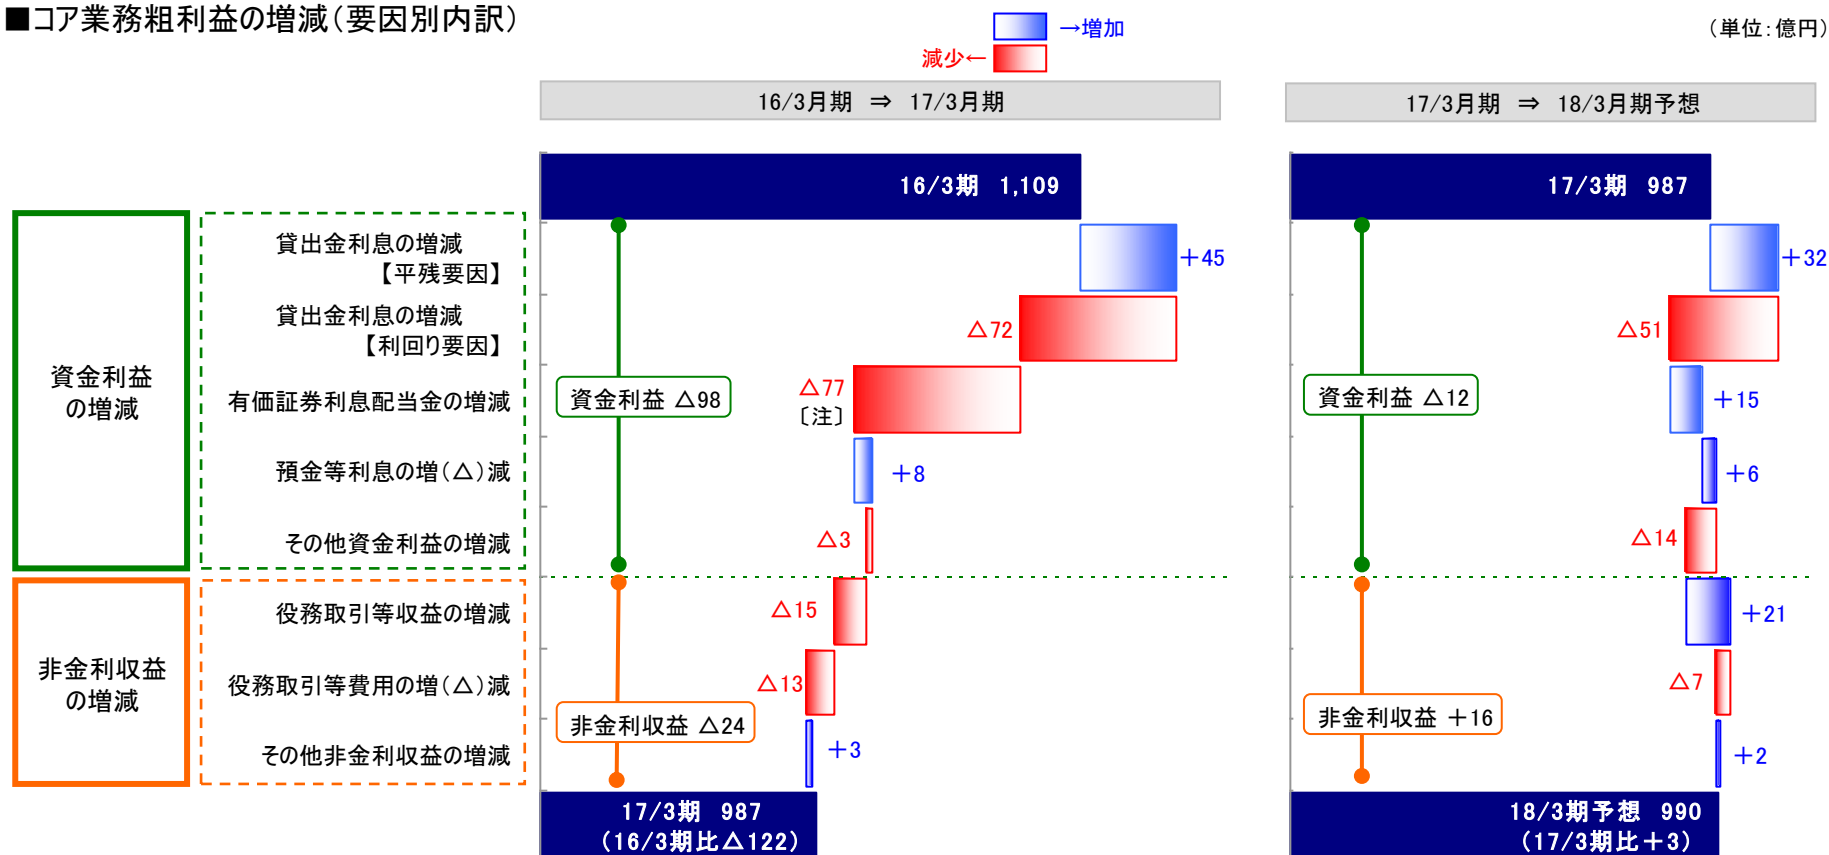 ■コア業務粗利益の増減(要因別内訳)
→増加
減少←
(単位:億円)
16/3月期 ⇒ 17/3月期
17/3月期 ⇒ 18/3月期予想
16/3期 1,109
17/3期 987
資金利益
の増減
貸出金利息の増減
【平残要因】
+45
+32
貸出金利息の増減
【利回り要因】
△72
△51
有価証券利息配当金の増減
資金利益 △98
△77
〔注〕
資金利益 △12
+15
預金等利息の増(△)減
+8
+6
その他資金利益の増減
△3
△14
非金利収益
の増減
役務取引等収益の増減
△15
+21
役務取引等費用の増(△)減
△13
△7
非金利収益 △24
非金利収益 +16
その他非金利収益の増減
+3
+2
17/3期 987
(16/3期比△122)
18/3期予想 990
(17/3期比+3)